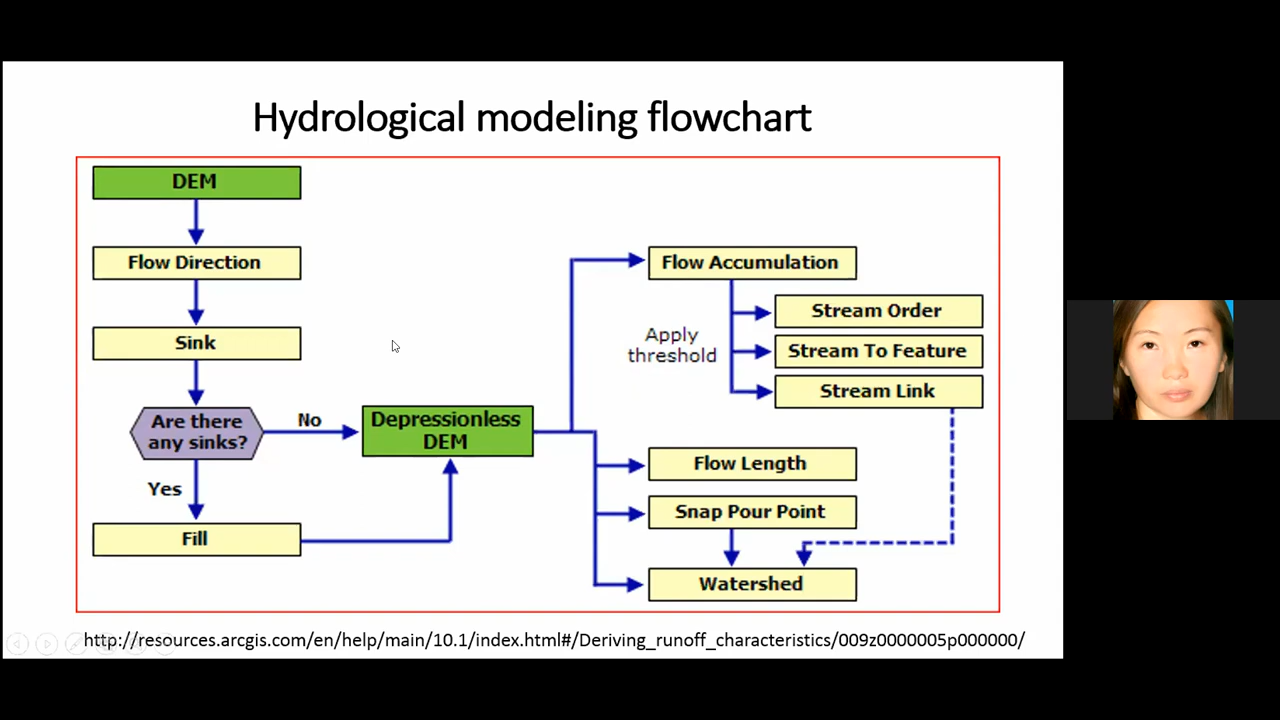 Hydrological modeling flowchart
DEM
Flow Direction
Sink
Are there
any sinks?
No
Yes
Fill
Depressionless
DEM
Flow Accumulation
Apply
threshold
Stream Order
Stream To Feature
Stream Link
Flow Length
Snap Pour Point
Watershed
http://resources.arcgis.com/en/help/main/10.1/index.html#/Deriving_runoff_characteristics/009z0000005p000000/